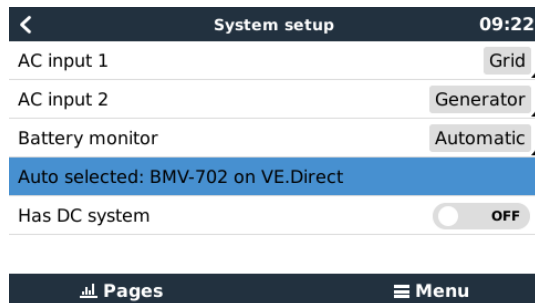 System setup 09:22
AC input 1 Grid
AC input 2 Generator
Battery monitor Automatic
Auto selected: BMV-702 on VE.Direct
Has DC system OFF
Pages Menu